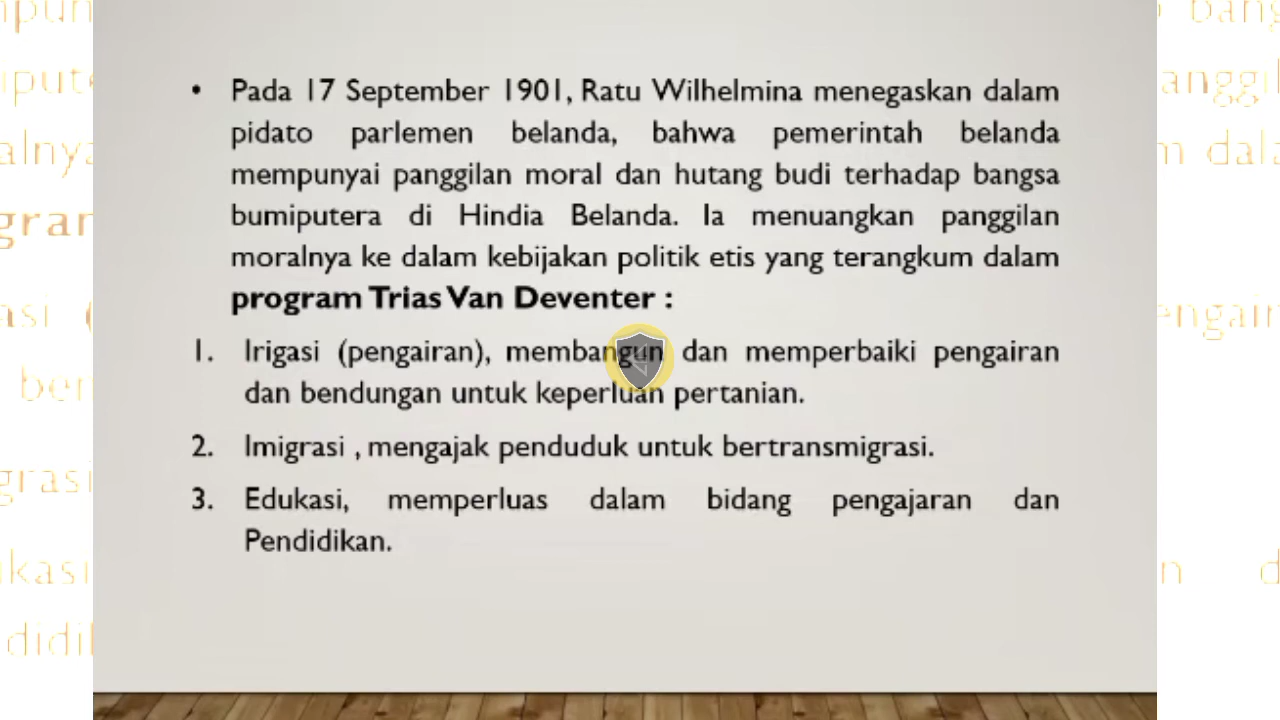 • Pada 17 September 1901, Ratu Wilhelmina menegaskan dalam
pidato parlemen belanda, bahwa pemerintah belanda
mempunyai panggilan moral dan hutang budi terhadap bangsa
bumiputera di Hindia Belanda. Ia menuangkan panggilan
moralnya ke dalam kebijakan politik etis yang terangkum dalam
program Trias Van Deventer :
1. Irigasi (pengairan), membangun dan memperbaiki pengairan
dan bendungan untuk keperluan pertanian.
2. Imigrasi , mengajak penduduk untuk bertransmigrasi.
3. Edukasi, memperluas dalam bidang pengajaran dan
Pendidikan.